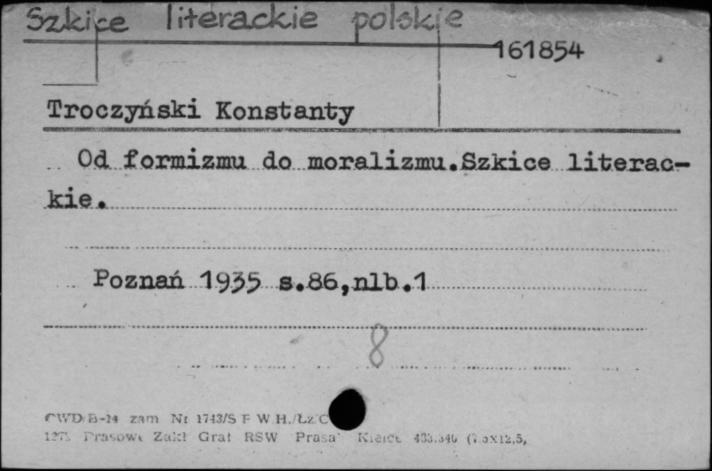 Szkice literackie polskie
161854
Troczyński Konstanty
Od formizmu do moralizmu.Szkice literac-
kie.
Poznań 1935 s.86,nlb.1
8
CWD B-14 zam Nr 1743/S F W H./Łź C
Prasowe Zakł Graf RSW Prasa Kielce